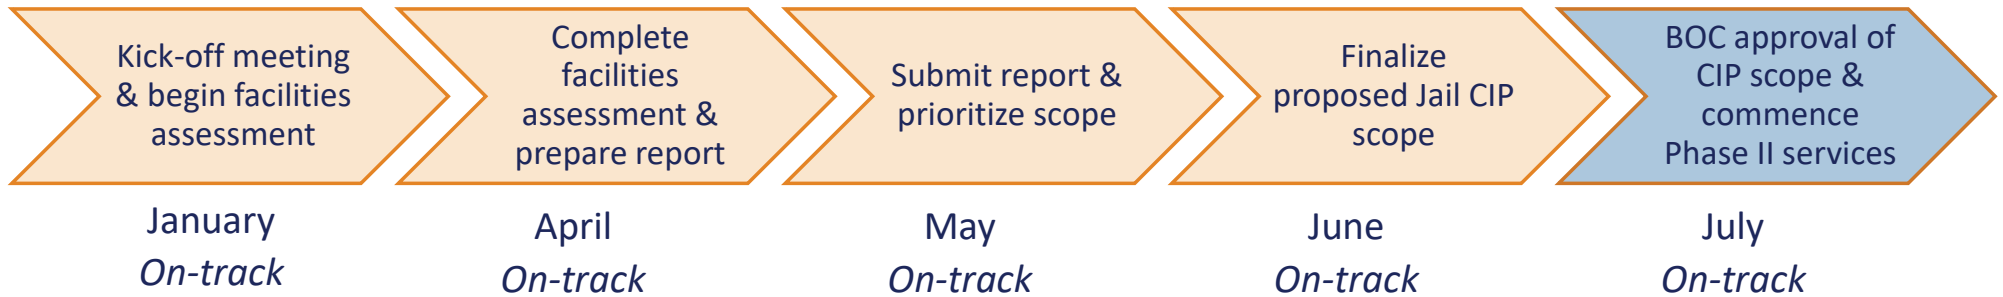 Kick-off meeting
& begin facilities
assessment
Complete
facilities
assessment &
prepare report
Submit report &
prioritize scope
Finalize
proposed Jail CIP
scope
BOC approval of
CIP scope &
commence
Phase II services
January
On-track
April
On-track
May
On-track
June
On-track
July
On-track